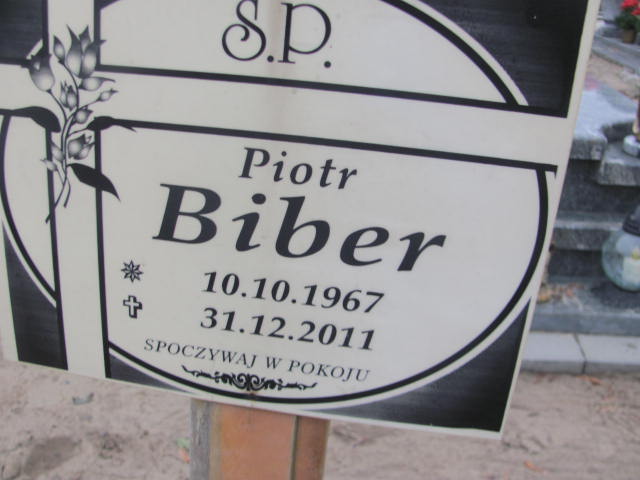 S.P.
Piotr
Biber
10.10.1967
31.12.2011
SPOCZYWAJ W POKOJU